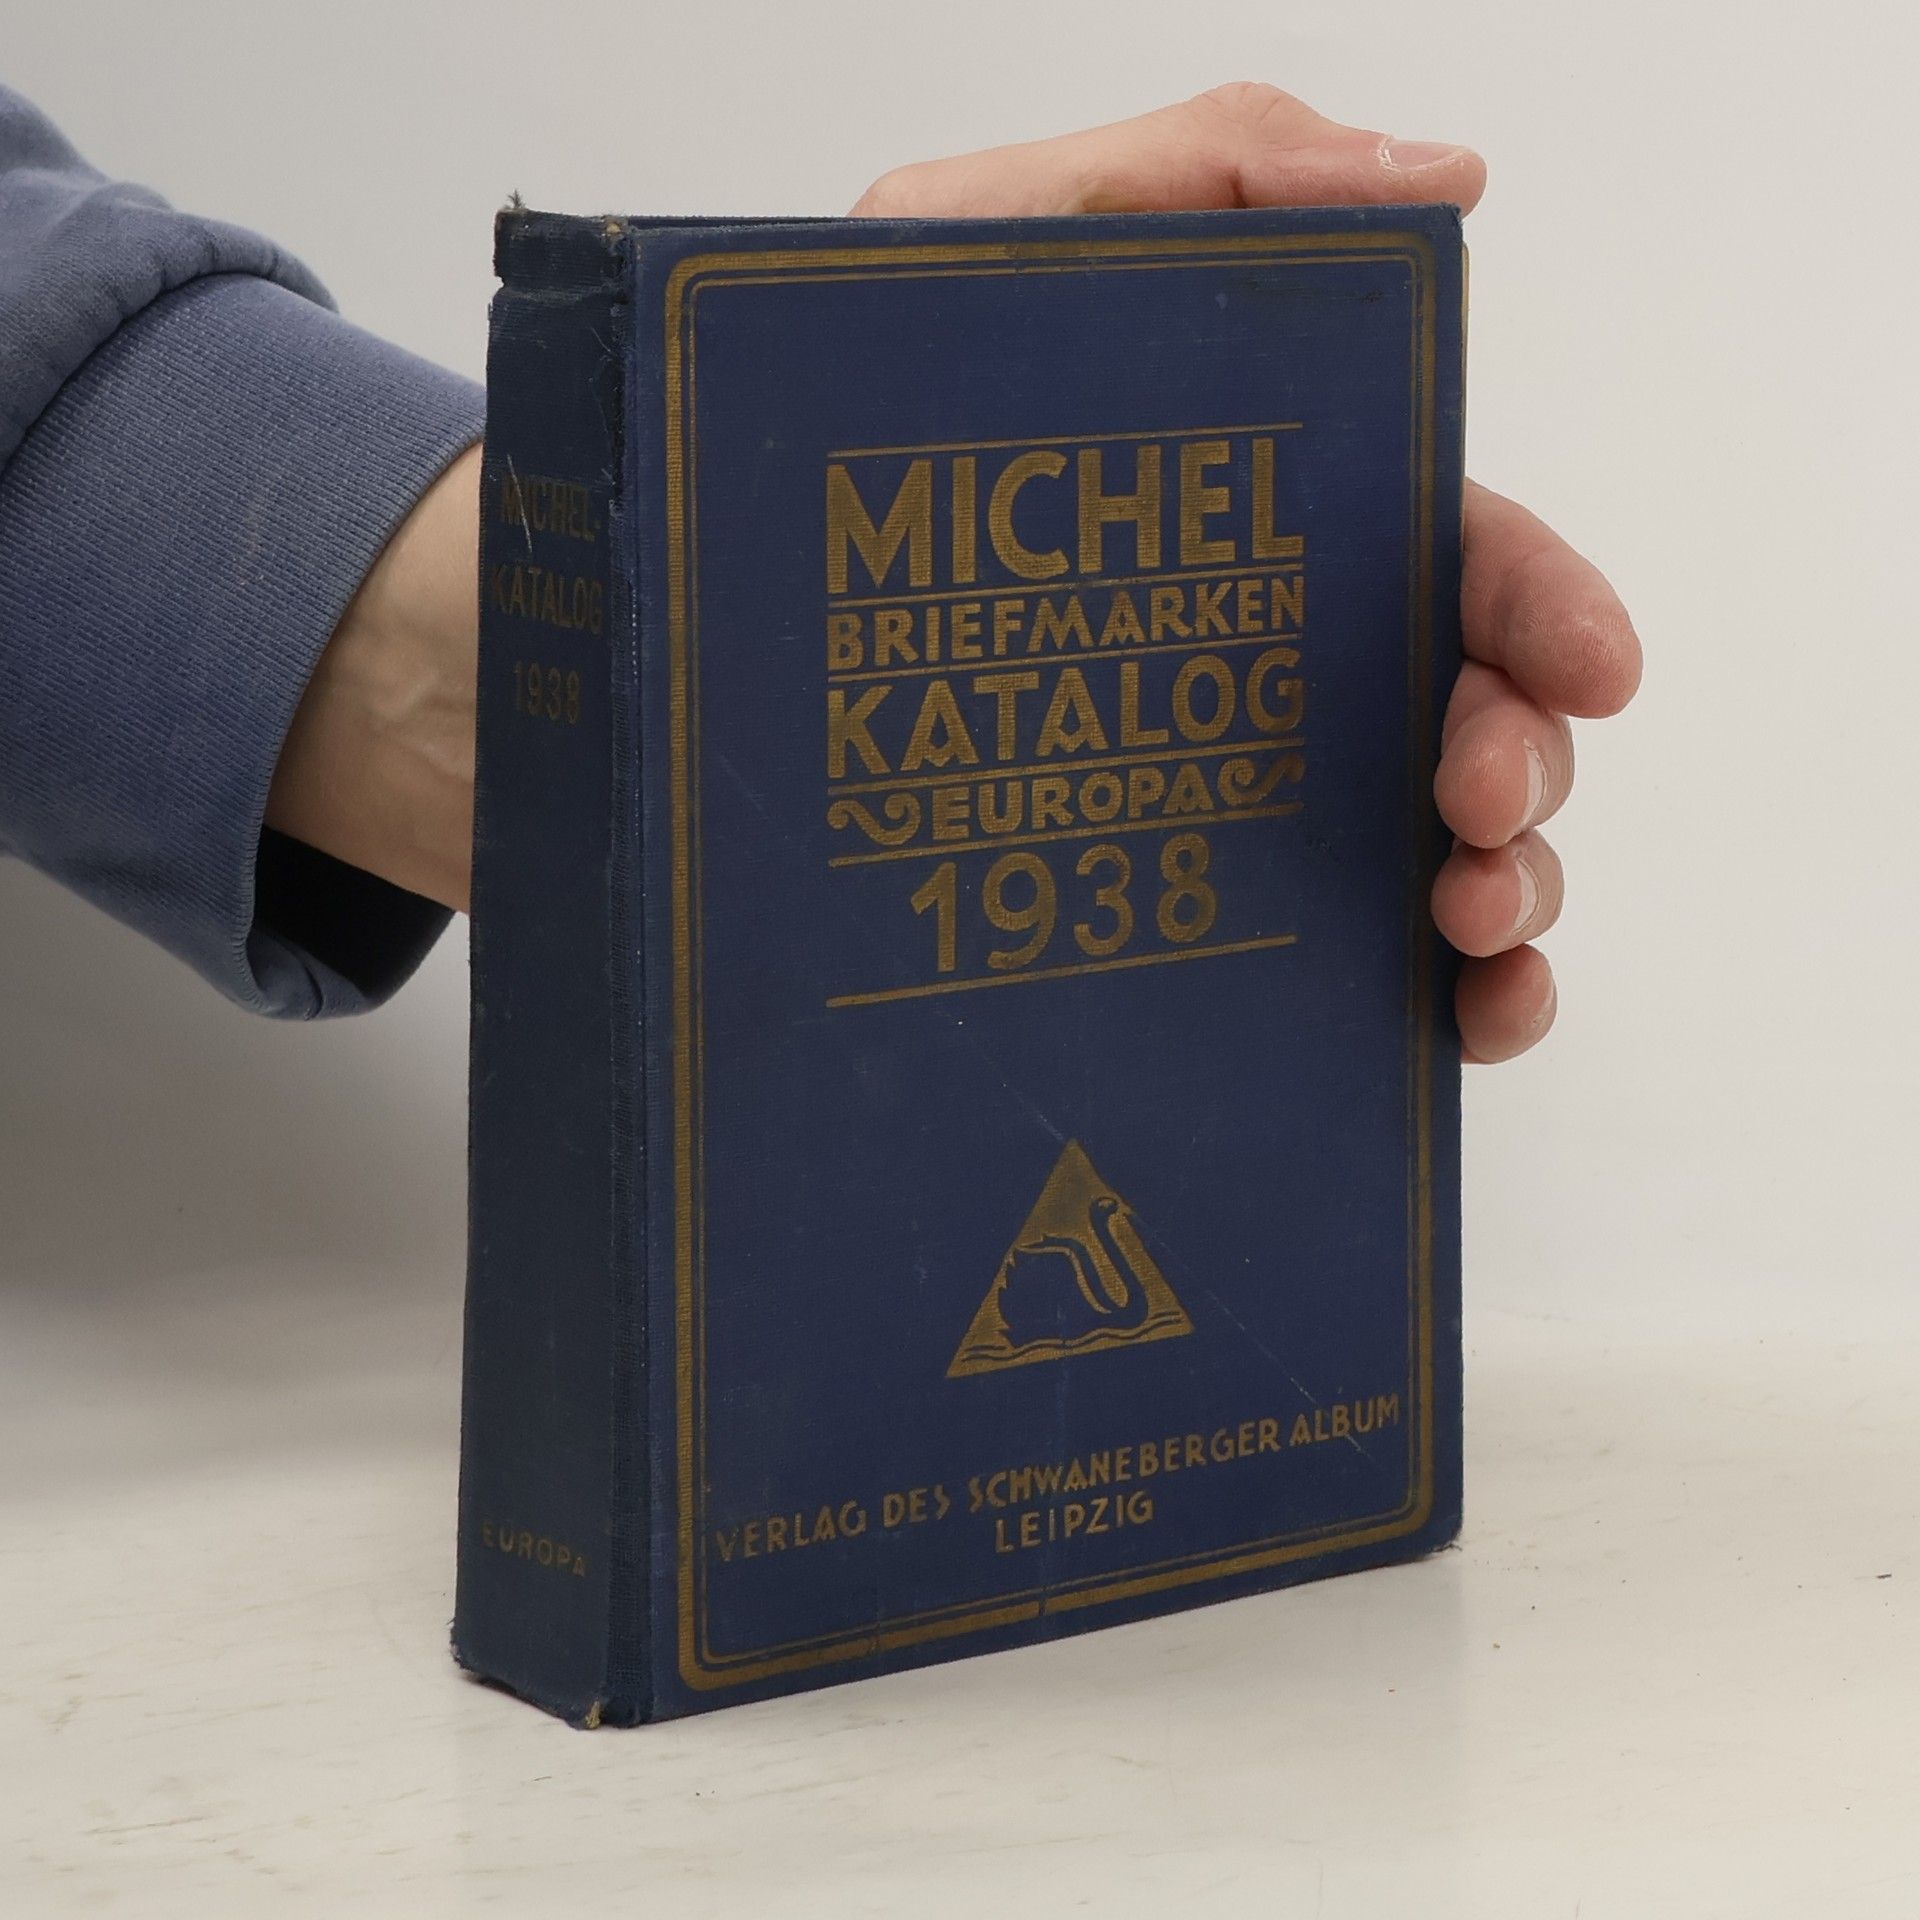 MICHEL-
KATALOG
1938
EUROPA
MICHEL
BRIEFMARKEN
KATALOG
EUROPA
1938
VERLAG DES SCHWANEBERGER ALBUM
LEIPZIG